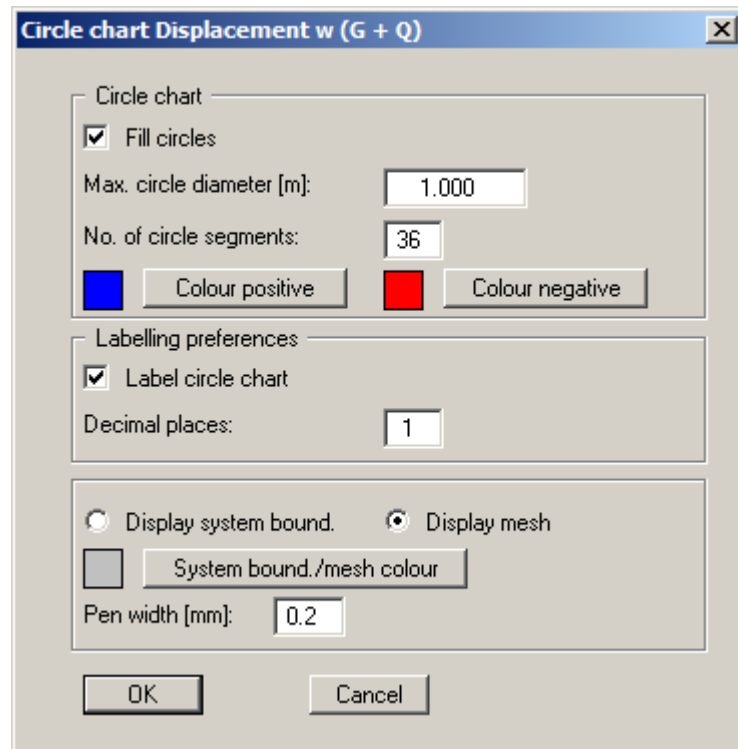 Circle chart Displacement w (G + Q)
Circle chart
Fill circles
Max. circle diameter [m]: 1.000
No. of circle segments: 36
Colour positive Colour negative
Labelling preferences
Label circle chart
Decimal places: 1
Display system bound. Display mesh
System bound./mesh colour
Pen width [mm]: 0.2
OK Cancel